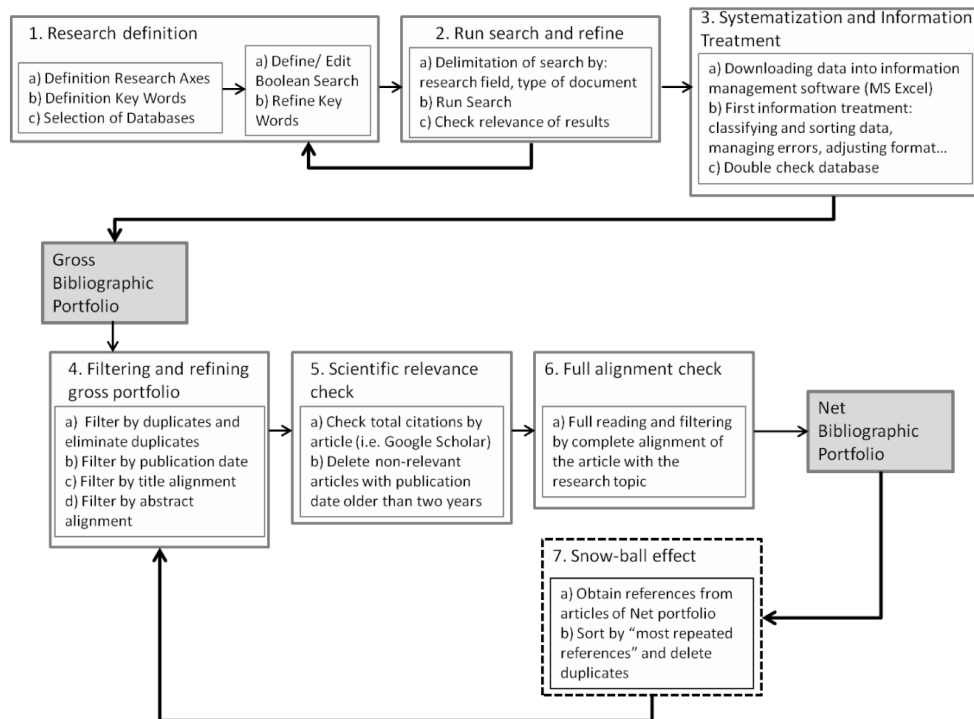 1. Research definition
a) Definition Research Axes
b) Definition Key Words
c) Selection of Databases
a) Define/ Edit
Boolean Search
b) Refine Key
Words
2. Run search and refine
a) Delimitation of search by:
research field, type of document
b) Run Search
c) Check relevance of results
3. Systematization and Information
Treatment
a) Downloading data into information
management software (MS Excel)
b) First information treatment:
classifying and sorting data,
managing errors, adjusting format…
c) Double check database
Gross
Bibliographic
Portfolio
4. Filtering and refining
gross portfolio
a) Filter by duplicates and
eliminate duplicates
b) Filter by publication date
c) Filter by title alignment
d) Filter by abstract
alignment
5. Scientific relevance
check
a) Check total citations by
article (i.e. Google Scholar)
b) Delete non-relevant
articles with publication
date older than two years
6. Full alignment check
a) Full reading and filtering
by complete alignment of
the article with the
research topic
Net
Bibliographic
Portfolio
7. Snow-ball effect
a) Obtain references from
articles of Net portfolio
b) Sort by “most repeated
references” and delete
duplicates